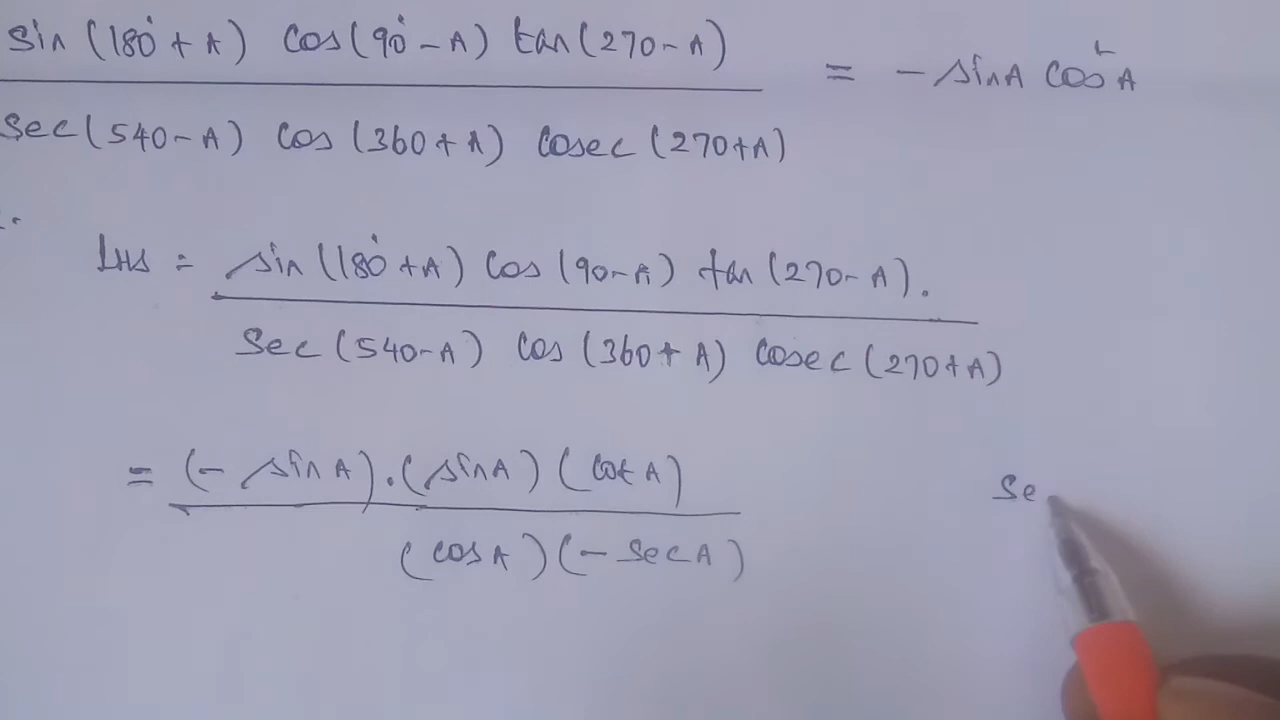 sin (180° + A) cos(90° - A) tan(270 - A)
= - sinA cos²A
sec(540 - A) cos (360 + A) cosec (270 + A)
LHS = sin (180° + A) cos (90 - A) tan (270 - A).
sec (540 - A) cos (360 + A) cosec (270 + A)
= (- sin A).(sin A) (cot A)
se
(cos A) (- sec A)